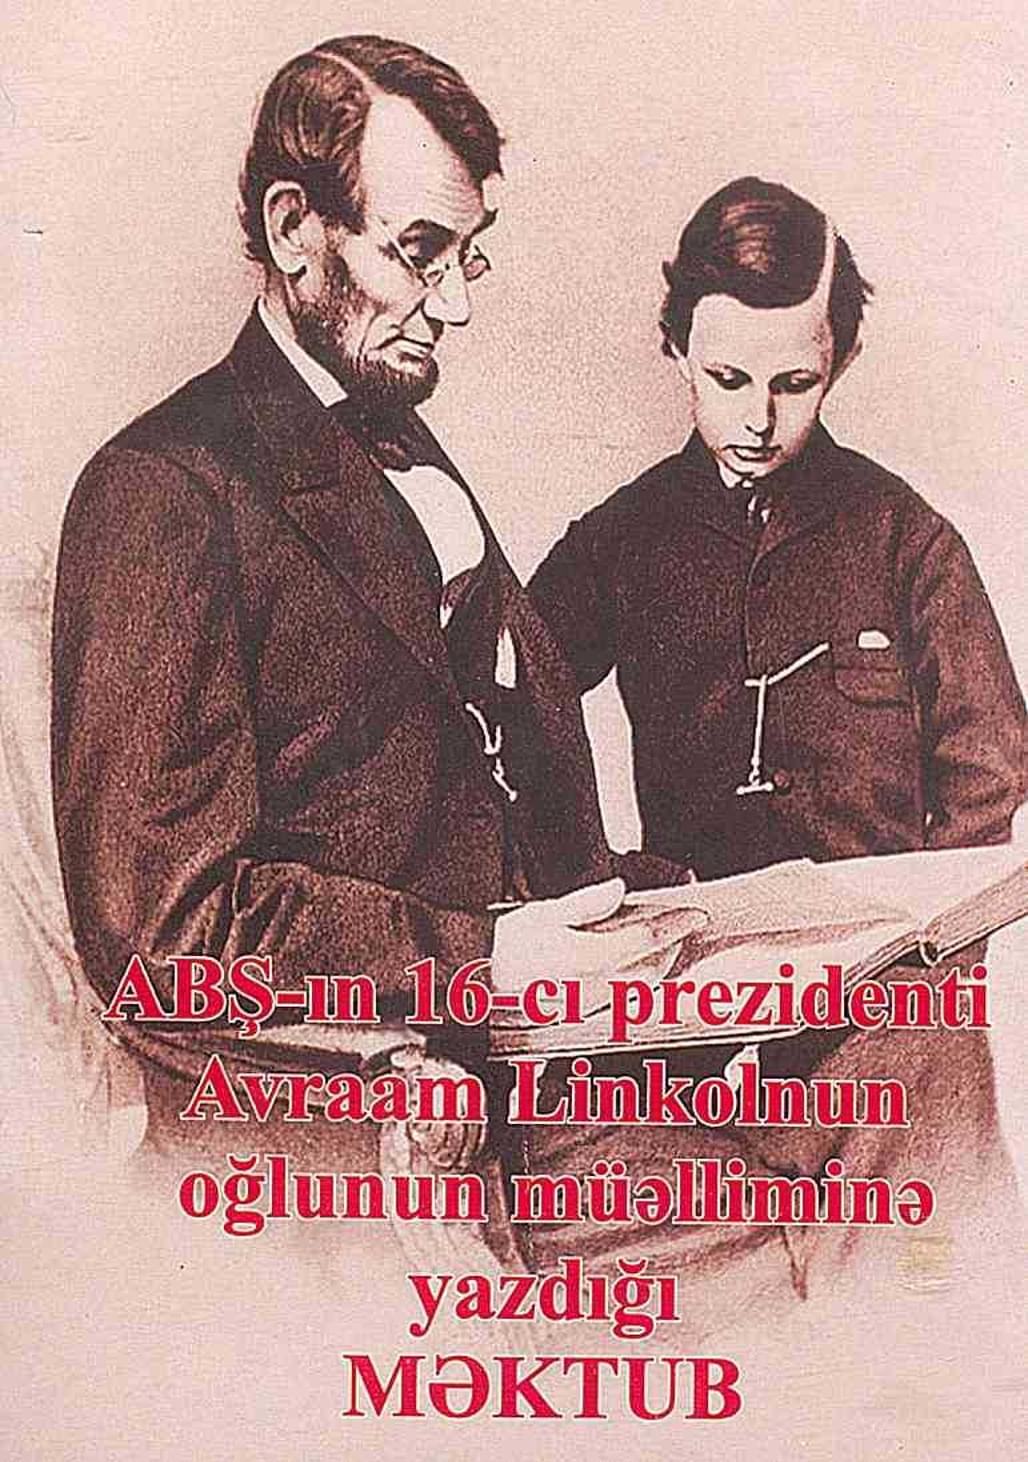 ABŞ-ın 16-cı prezidenti
Avraam Linkolnun
oğlunun müəlliminə
yazdığı
MƏKTUB